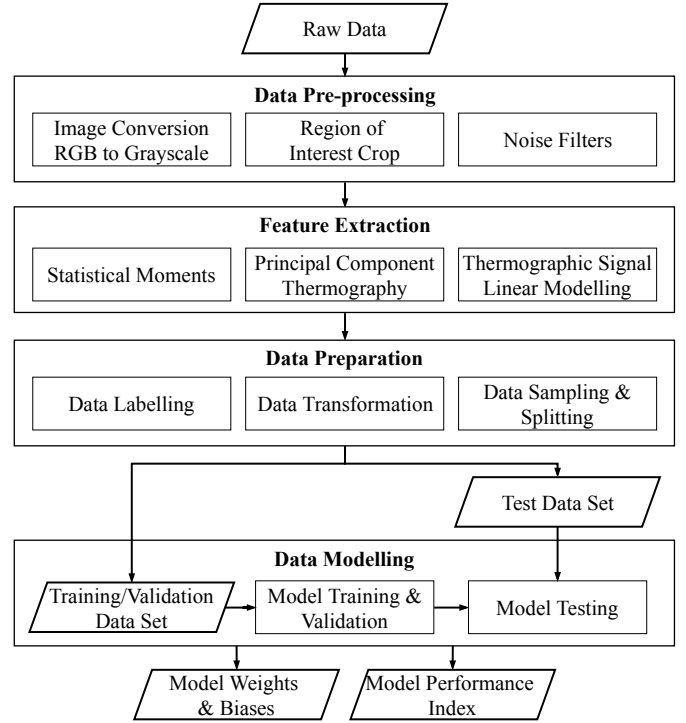 Raw Data
Data Pre-processing
Image Conversion
RGB to Grayscale
Region of
Interest Crop
Noise Filters
Feature Extraction
Statistical Moments
Principal Component
Thermography
Thermographic Signal
Linear Modelling
Data Preparation
Data Labelling
Data Transformation
Data Sampling &
Splitting
Test Data Set
Data Modelling
Training/Validation
Data Set
Model Training &
Validation
Model Testing
Model Weights
& Biases
Model Performance
Index